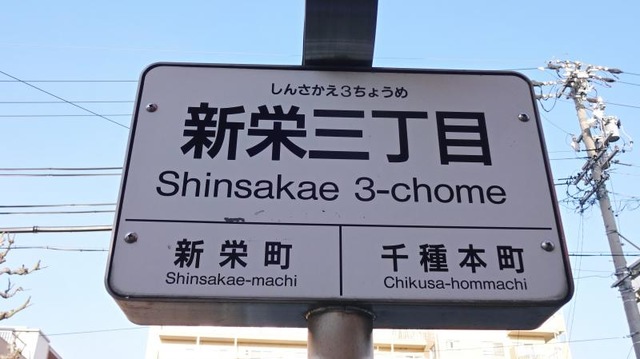 しんさかえ3ちょうめ
新栄三丁目
Shinsakae 3-chome
新栄町
Shinsakae-machi
千種本町
Chikusa-hommachi